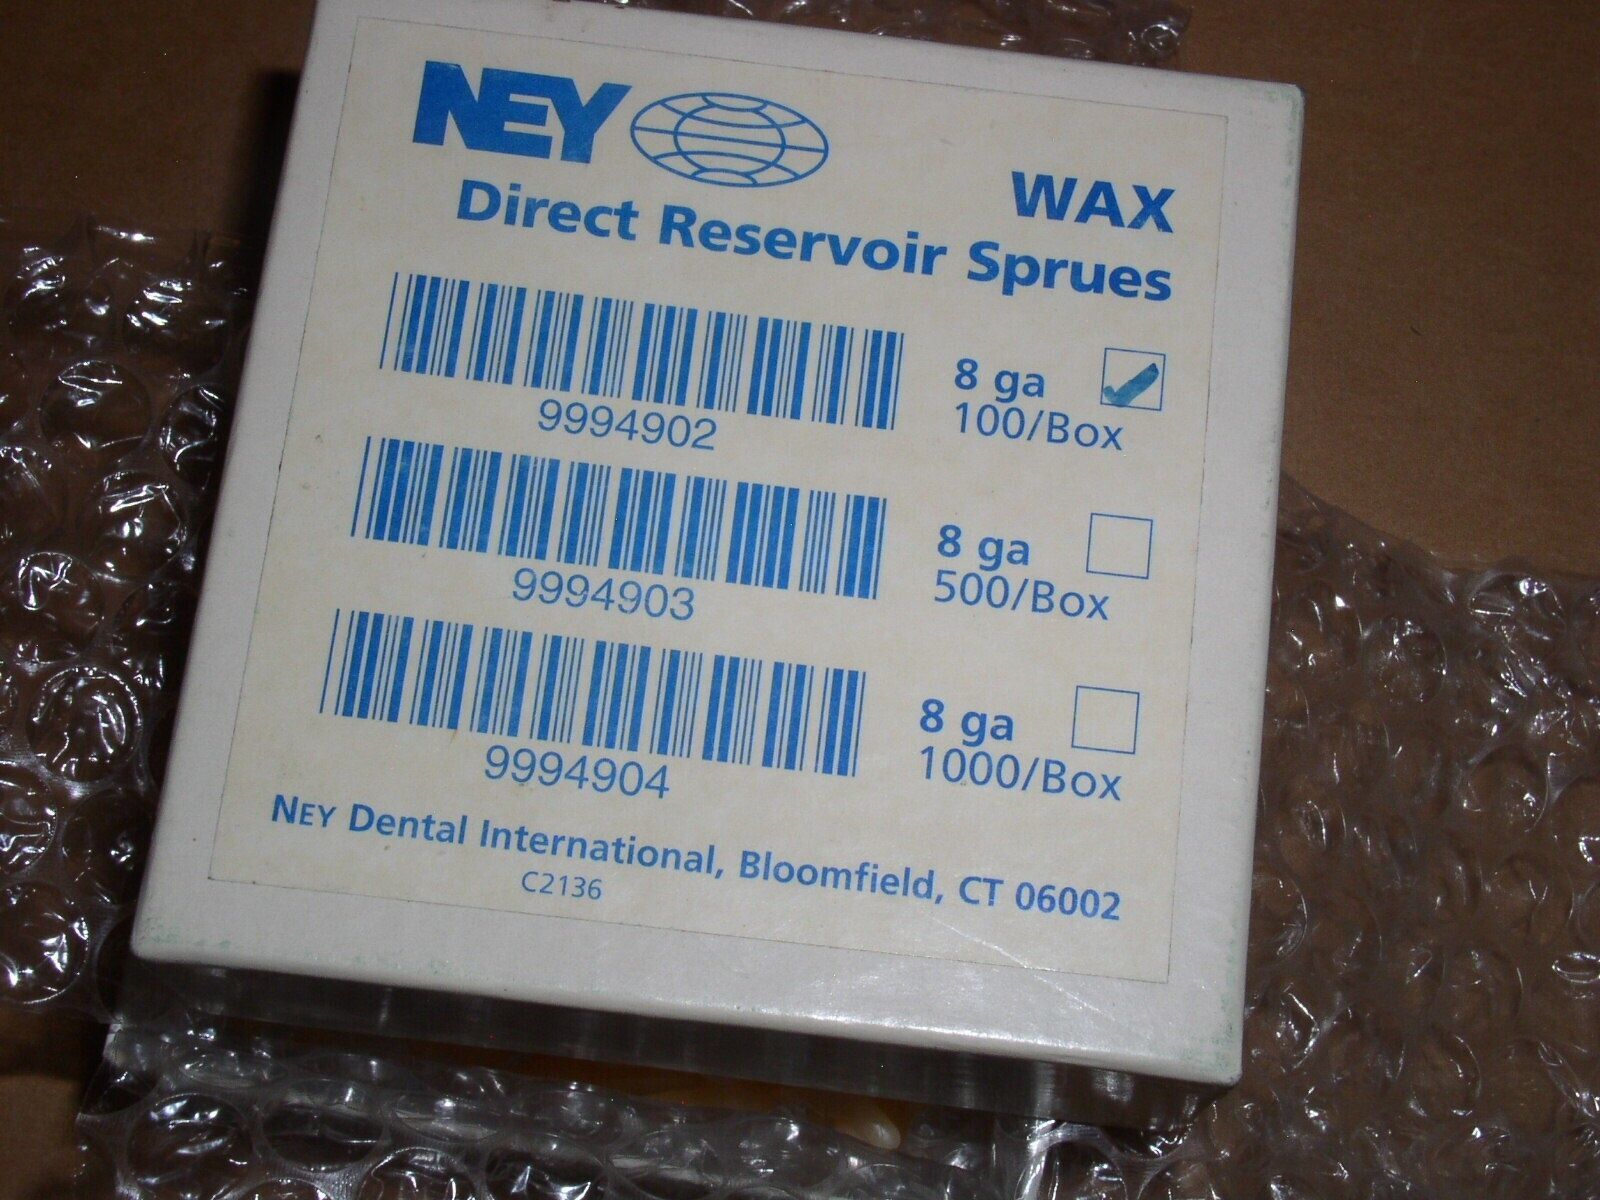 NEY
WAX
Direct Reservoir Sprues
9994902
8 ga
100/Box
9994903
8 ga
500/Box
9994904
8 ga
1000/Box
NEY Dental International, Bloomfield, CT 06002
C2136